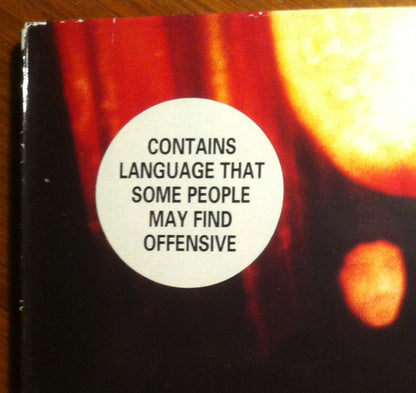 CONTAINS
LANGUAGE THAT
SOME PEOPLE
MAY FIND
OFFENSIVE